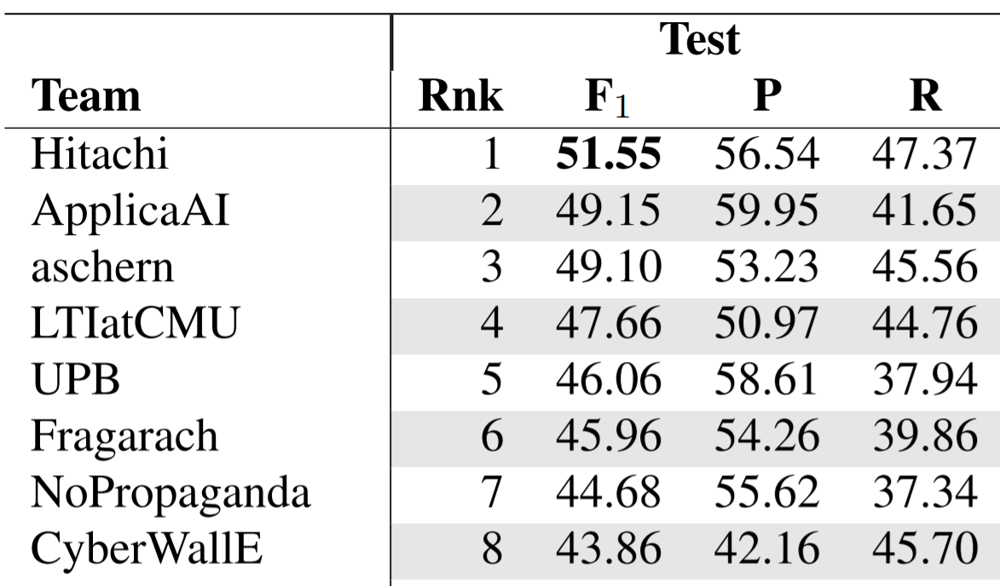 Test
Team Rnk F₁ P R
Hitachi 1 51.55 56.54 47.37
ApplicaAI 2 49.15 59.95 41.65
aschern 3 49.10 53.23 45.56
LTIatCMU 4 47.66 50.97 44.76
UPB 5 46.06 58.61 37.94
Fragarach 6 45.96 54.26 39.86
NoPropaganda 7 44.68 55.62 37.34
CyberWallE 8 43.86 42.16 45.70